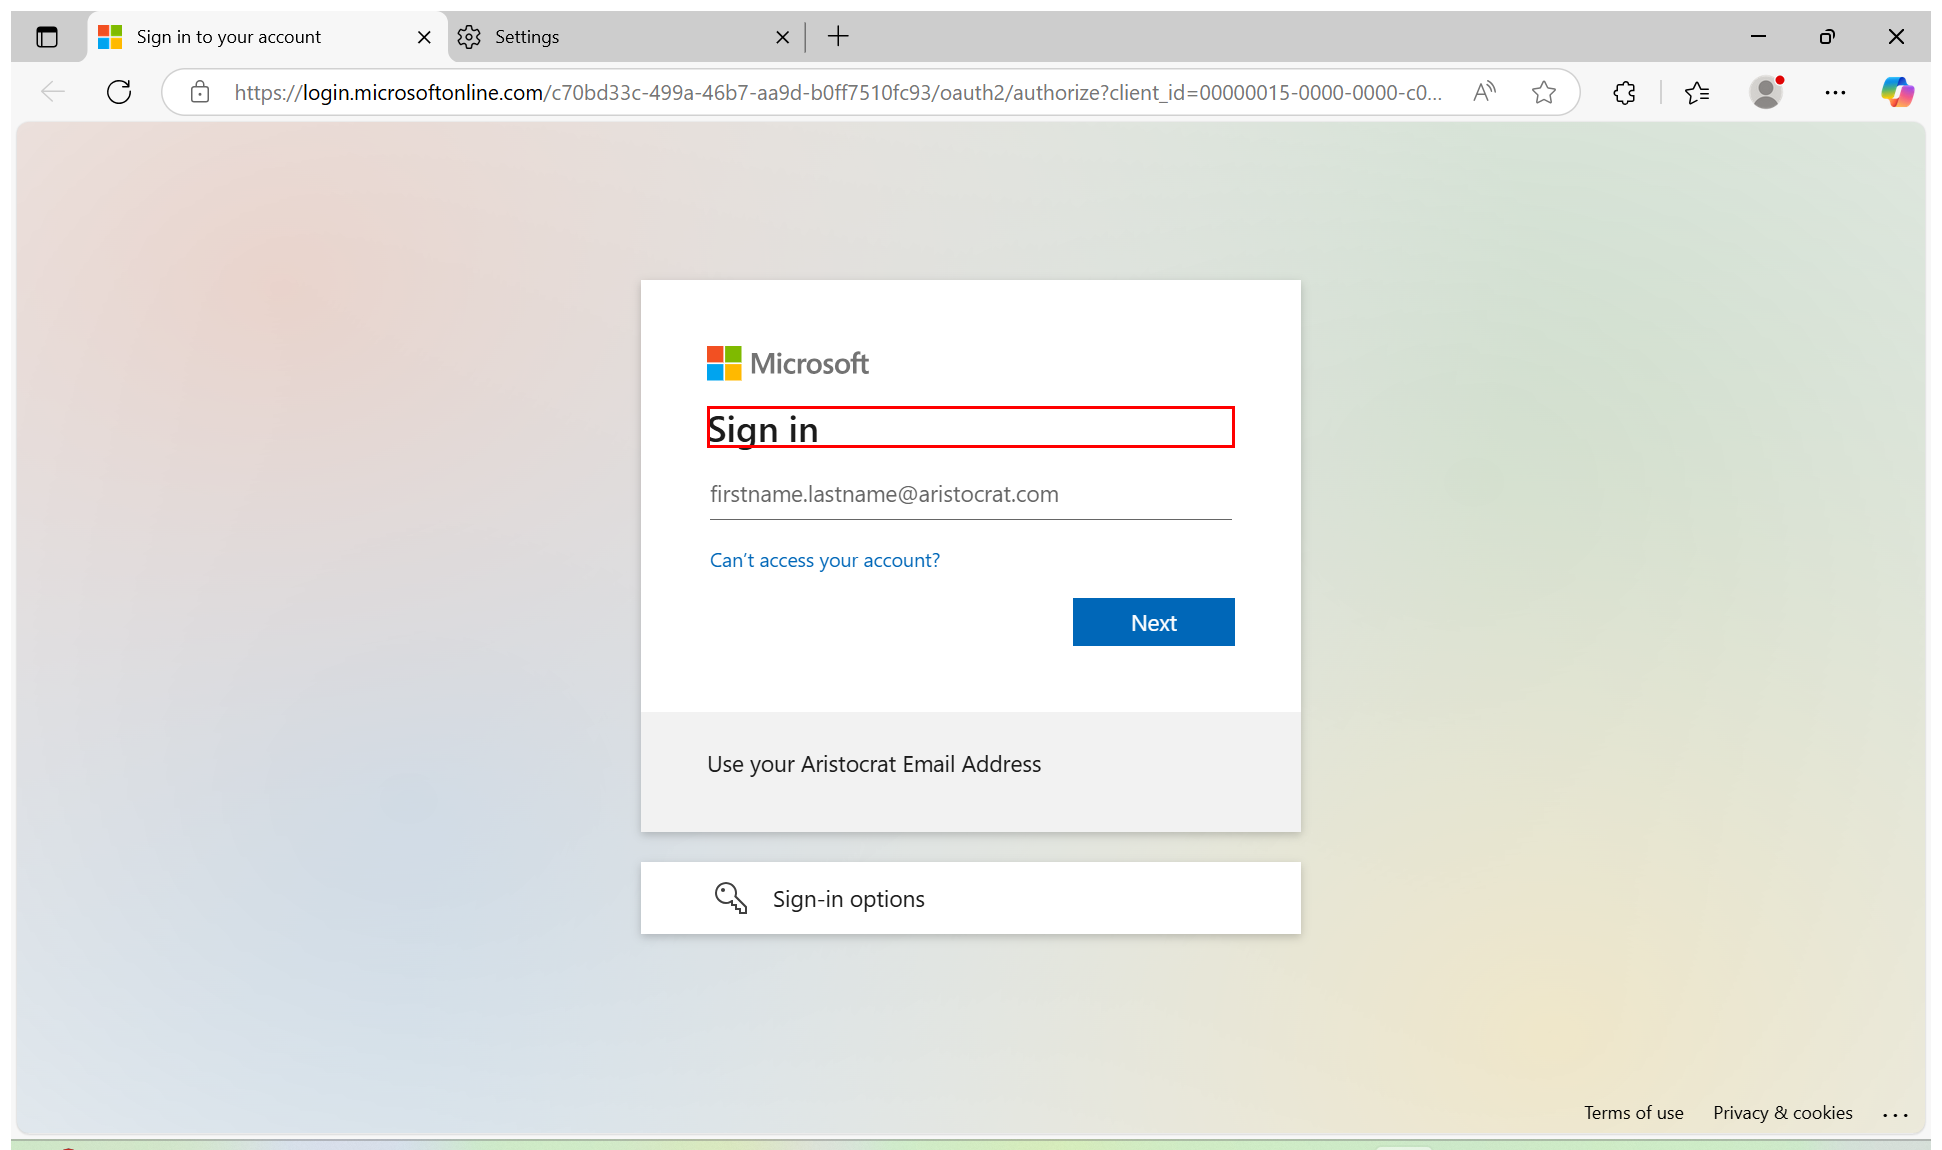 Sign in to your account
Settings
https://login.microsoftonline.com/c70bd33c-499a-46b7-aa9d-b0ff7510fc93/oauth2/authorize?client_id=00000015-0000-0000-c0...
Microsoft
Sign in
firstname.lastname@aristocrat.com
Can't access your account?
Next
Use your Aristocrat Email Address
Sign-in options
Terms of use Privacy & cookies ...